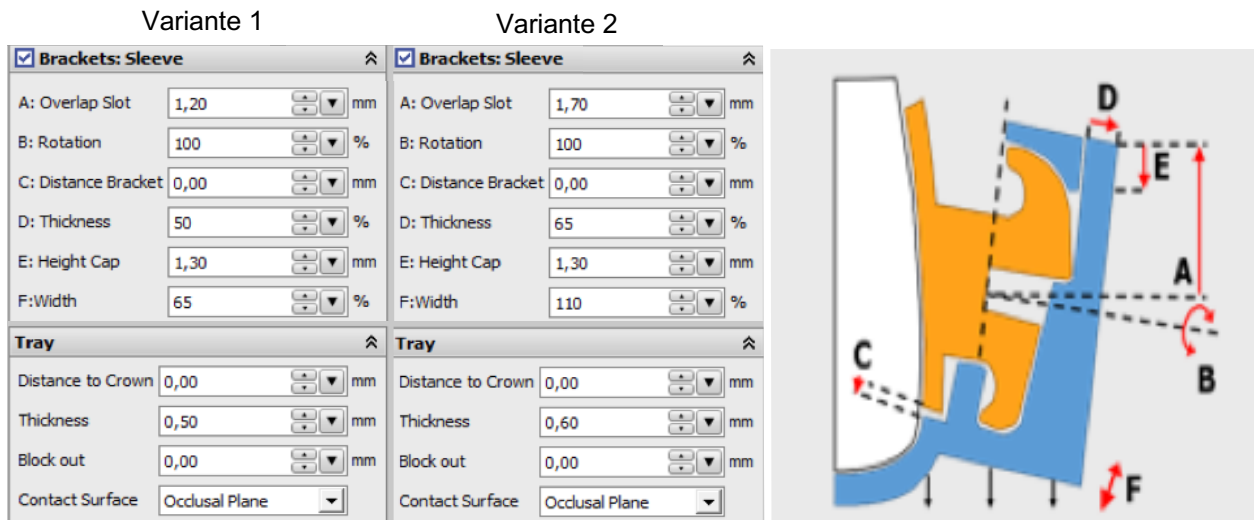 Variante 1
Variante 2
Brackets: Sleeve
A: Overlap Slot 1,20 mm
B: Rotation 100 %
C: Distance Bracket 0,00 mm
D: Thickness 50 %
E: Height Cap 1,30 mm
F:Width 65 %
Tray
Distance to Crown 0,00 mm
Thickness 0,50 mm
Block out 0,00 mm
Contact Surface Occlusal Plane
Brackets: Sleeve
A: Overlap Slot 1,70 mm
B: Rotation 100 %
C: Distance Bracket 0,00 mm
D: Thickness 65 %
E: Height Cap 1,30 mm
F:Width 110 %
Tray
Distance to Crown 0,00 mm
Thickness 0,60 mm
Block out 0,00 mm
Contact Surface Occlusal Plane
D
E
A
C
B
F